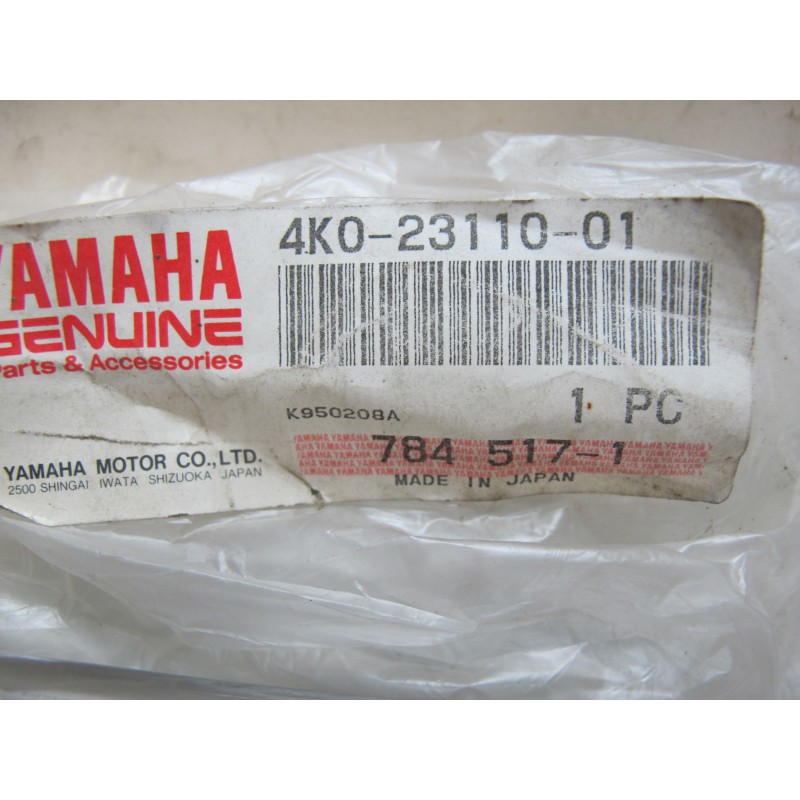 YAMAHA
GENUINE
Parts & Accessories
YAMAHA MOTOR CO.,LTD.
2500 SHINGAI IWATA SHIZUOKA JAPAN
4K0-23110-01
1 PC
K950208A
784 517-1
MADE IN JAPAN